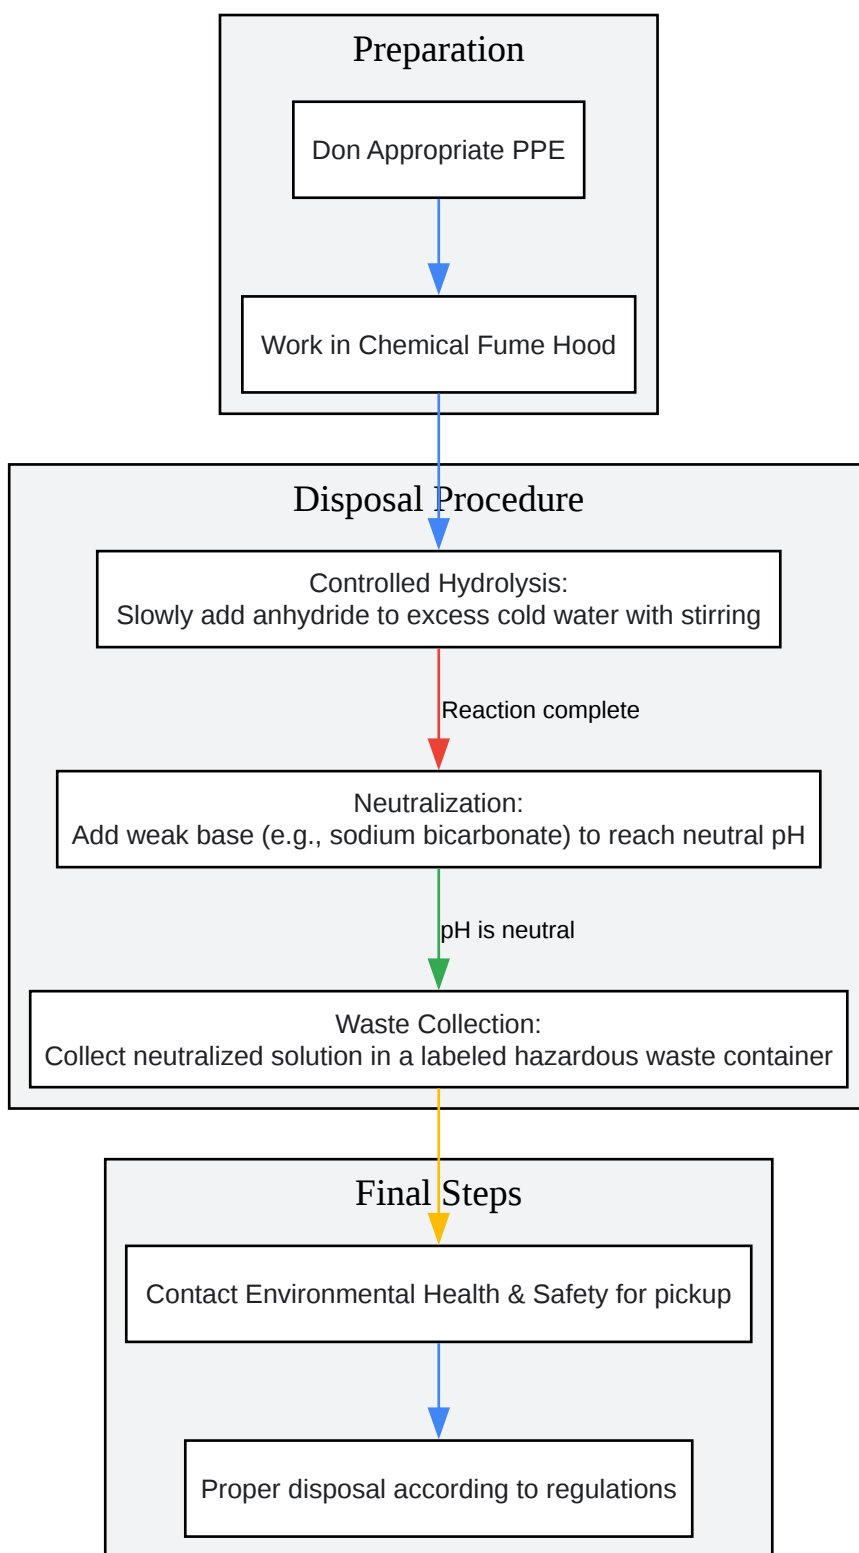 Preparation
Don Appropriate PPE
Work in Chemical Fume Hood
Disposal Procedure
Controlled Hydrolysis:
Slowly add anhydride to excess cold water with stirring
Reaction complete
Neutralization:
Add weak base (e.g., sodium bicarbonate) to reach neutral pH
pH is neutral
Waste Collection:
Collect neutralized solution in a labeled hazardous waste container
Final Steps
Contact Environmental Health & Safety for pickup
Proper disposal according to regulations